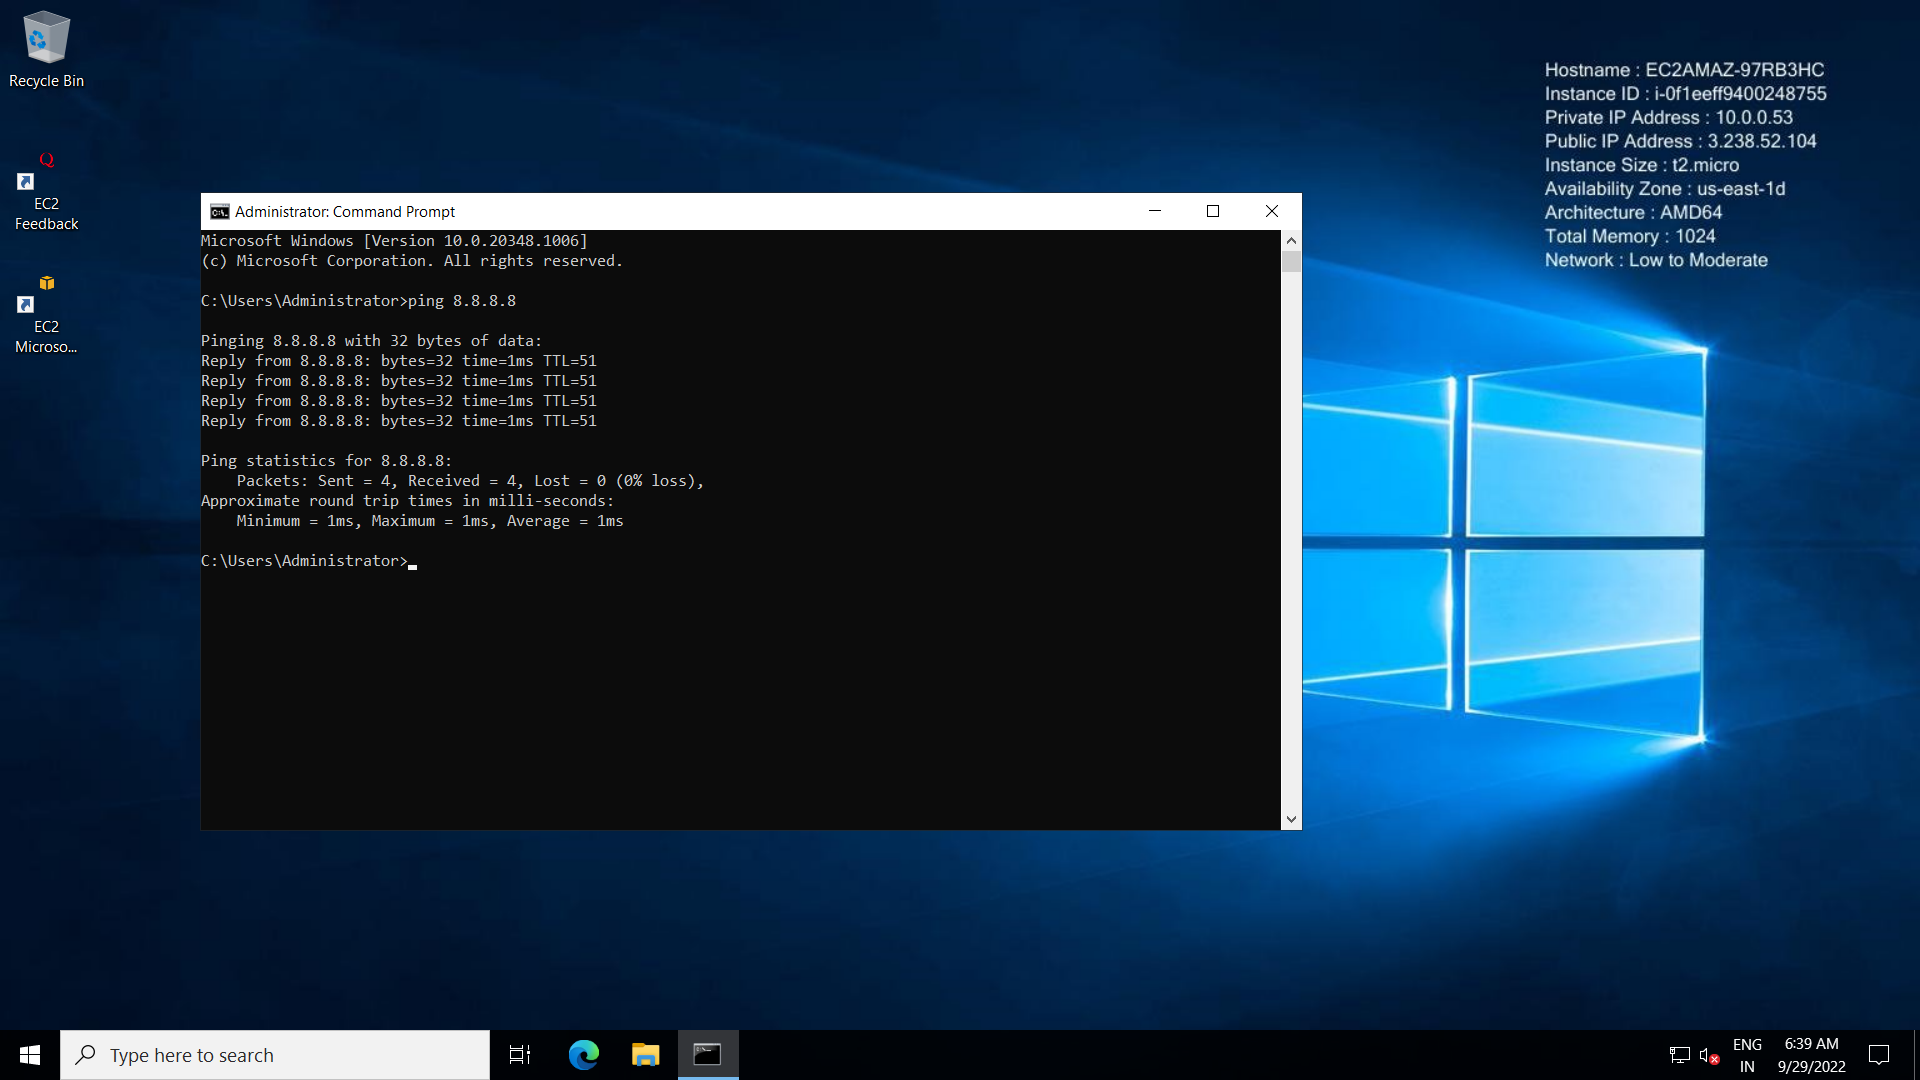 Recycle Bin
EC2
Feedback
EC2
Microso...
Hostname : EC2AMAZ-97RB3HC
Instance ID : i-0f1eeff9400248755
Private IP Address : 10.0.0.53
Public IP Address : 3.238.52.104
Instance Size : t2.micro
Availability Zone : us-east-1d
Architecture : AMD64
Total Memory : 1024
Network : Low to Moderate
Administrator: Command Prompt
Microsoft Windows [Version 10.0.20348.1006]
(c) Microsoft Corporation. All rights reserved.
C:\Users\Administrator>ping 8.8.8.8
Pinging 8.8.8.8 with 32 bytes of data:
Reply from 8.8.8.8: bytes=32 time=1ms TTL=51
Reply from 8.8.8.8: bytes=32 time=1ms TTL=51
Reply from 8.8.8.8: bytes=32 time=1ms TTL=51
Reply from 8.8.8.8: bytes=32 time=1ms TTL=51
Ping statistics for 8.8.8.8:
    Packets: Sent = 4, Received = 4, Lost = 0 (0% loss),
Approximate round trip times in milli-seconds:
    Minimum = 1ms, Maximum = 1ms, Average = 1ms
C:\Users\Administrator>
Type here to search
ENG
IN
6:39 AM
9/29/2022